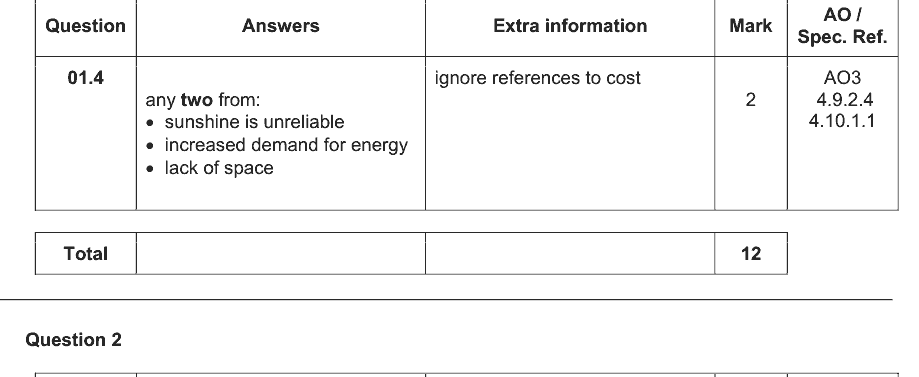 Question Answers Extra information Mark AO / Spec. Ref.
01.4 ignore references to cost AO3
any two from: 2 4.9.2.4
• sunshine is unreliable 4.10.1.1
• increased demand for energy
• lack of space
Total 12
Question 2